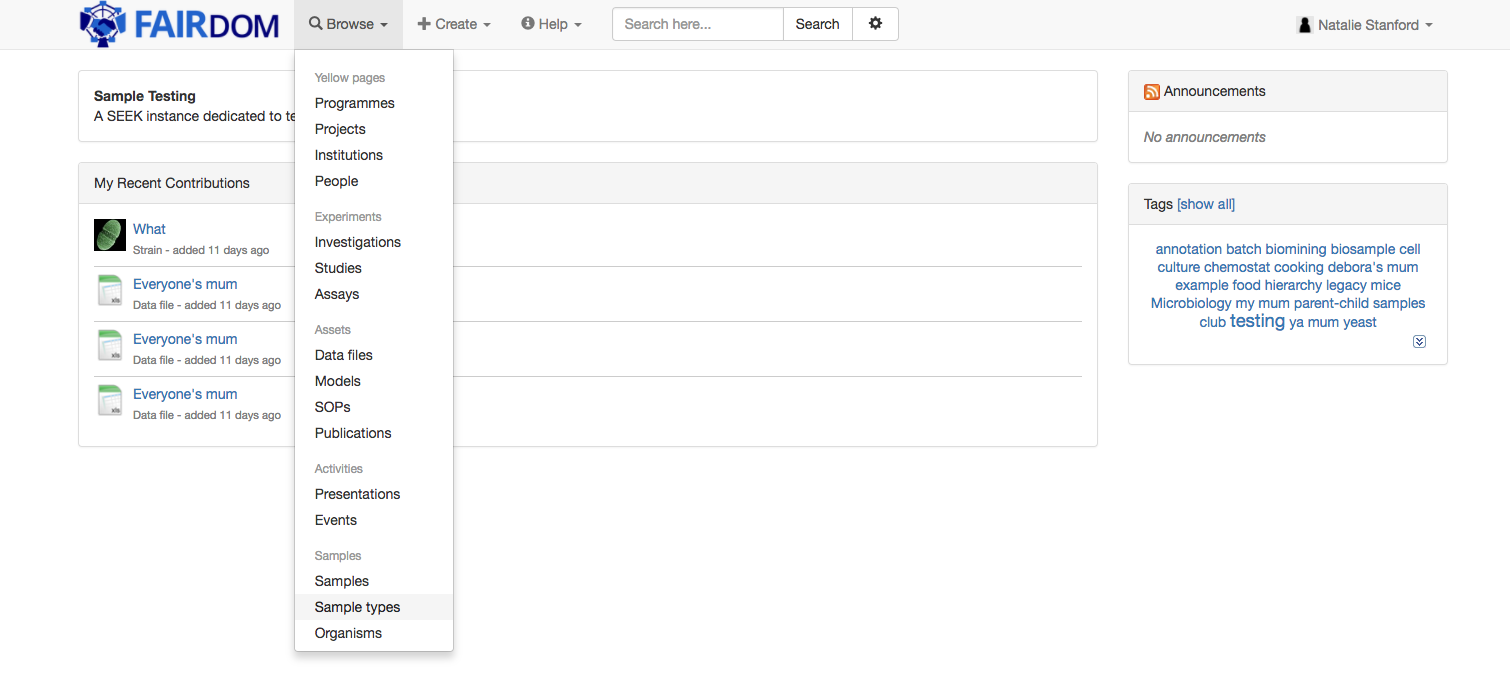 FAIRDOM
Browse
Create
Help
Search here...
Search
Natalie Stanford
Sample Testing
A SEEK instance dedicated to te
My Recent Contributions
What
Strain - added 11 days ago
Everyone's mum
Data file - added 11 days ago
Everyone's mum
Data file - added 11 days ago
Everyone's mum
Data file - added 11 days ago
Yellow pages
Programmes
Projects
Institutions
People
Experiments
Investigations
Studies
Assays
Assets
Data files
Models
SOPs
Publications
Activities
Presentations
Events
Samples
Samples
Sample types
Organisms
Announcements
No announcements
Tags [show all]
annotation batch biomining biosample cell
culture chemostat cooking debora's mum
example food hierarchy legacy mice
Microbiology my mum parent-child samples
club testing ya mum yeast